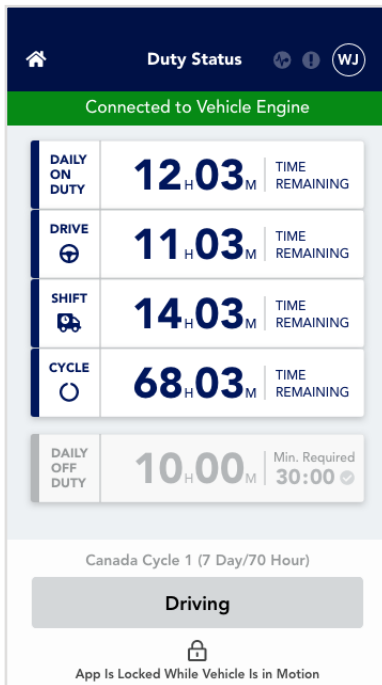 Duty Status
WJ
Connected to Vehicle Engine
DAILY
ON
DUTY
12H03M
TIME
REMAINING
DRIVE
11H03M
TIME
REMAINING
SHIFT
14H03M
TIME
REMAINING
CYCLE
68H03M
TIME
REMAINING
DAILY
OFF
DUTY
10H00M
Min. Required
30:00
Canada Cycle 1 (7 Day/70 Hour)
Driving
App Is Locked While Vehicle Is in Motion